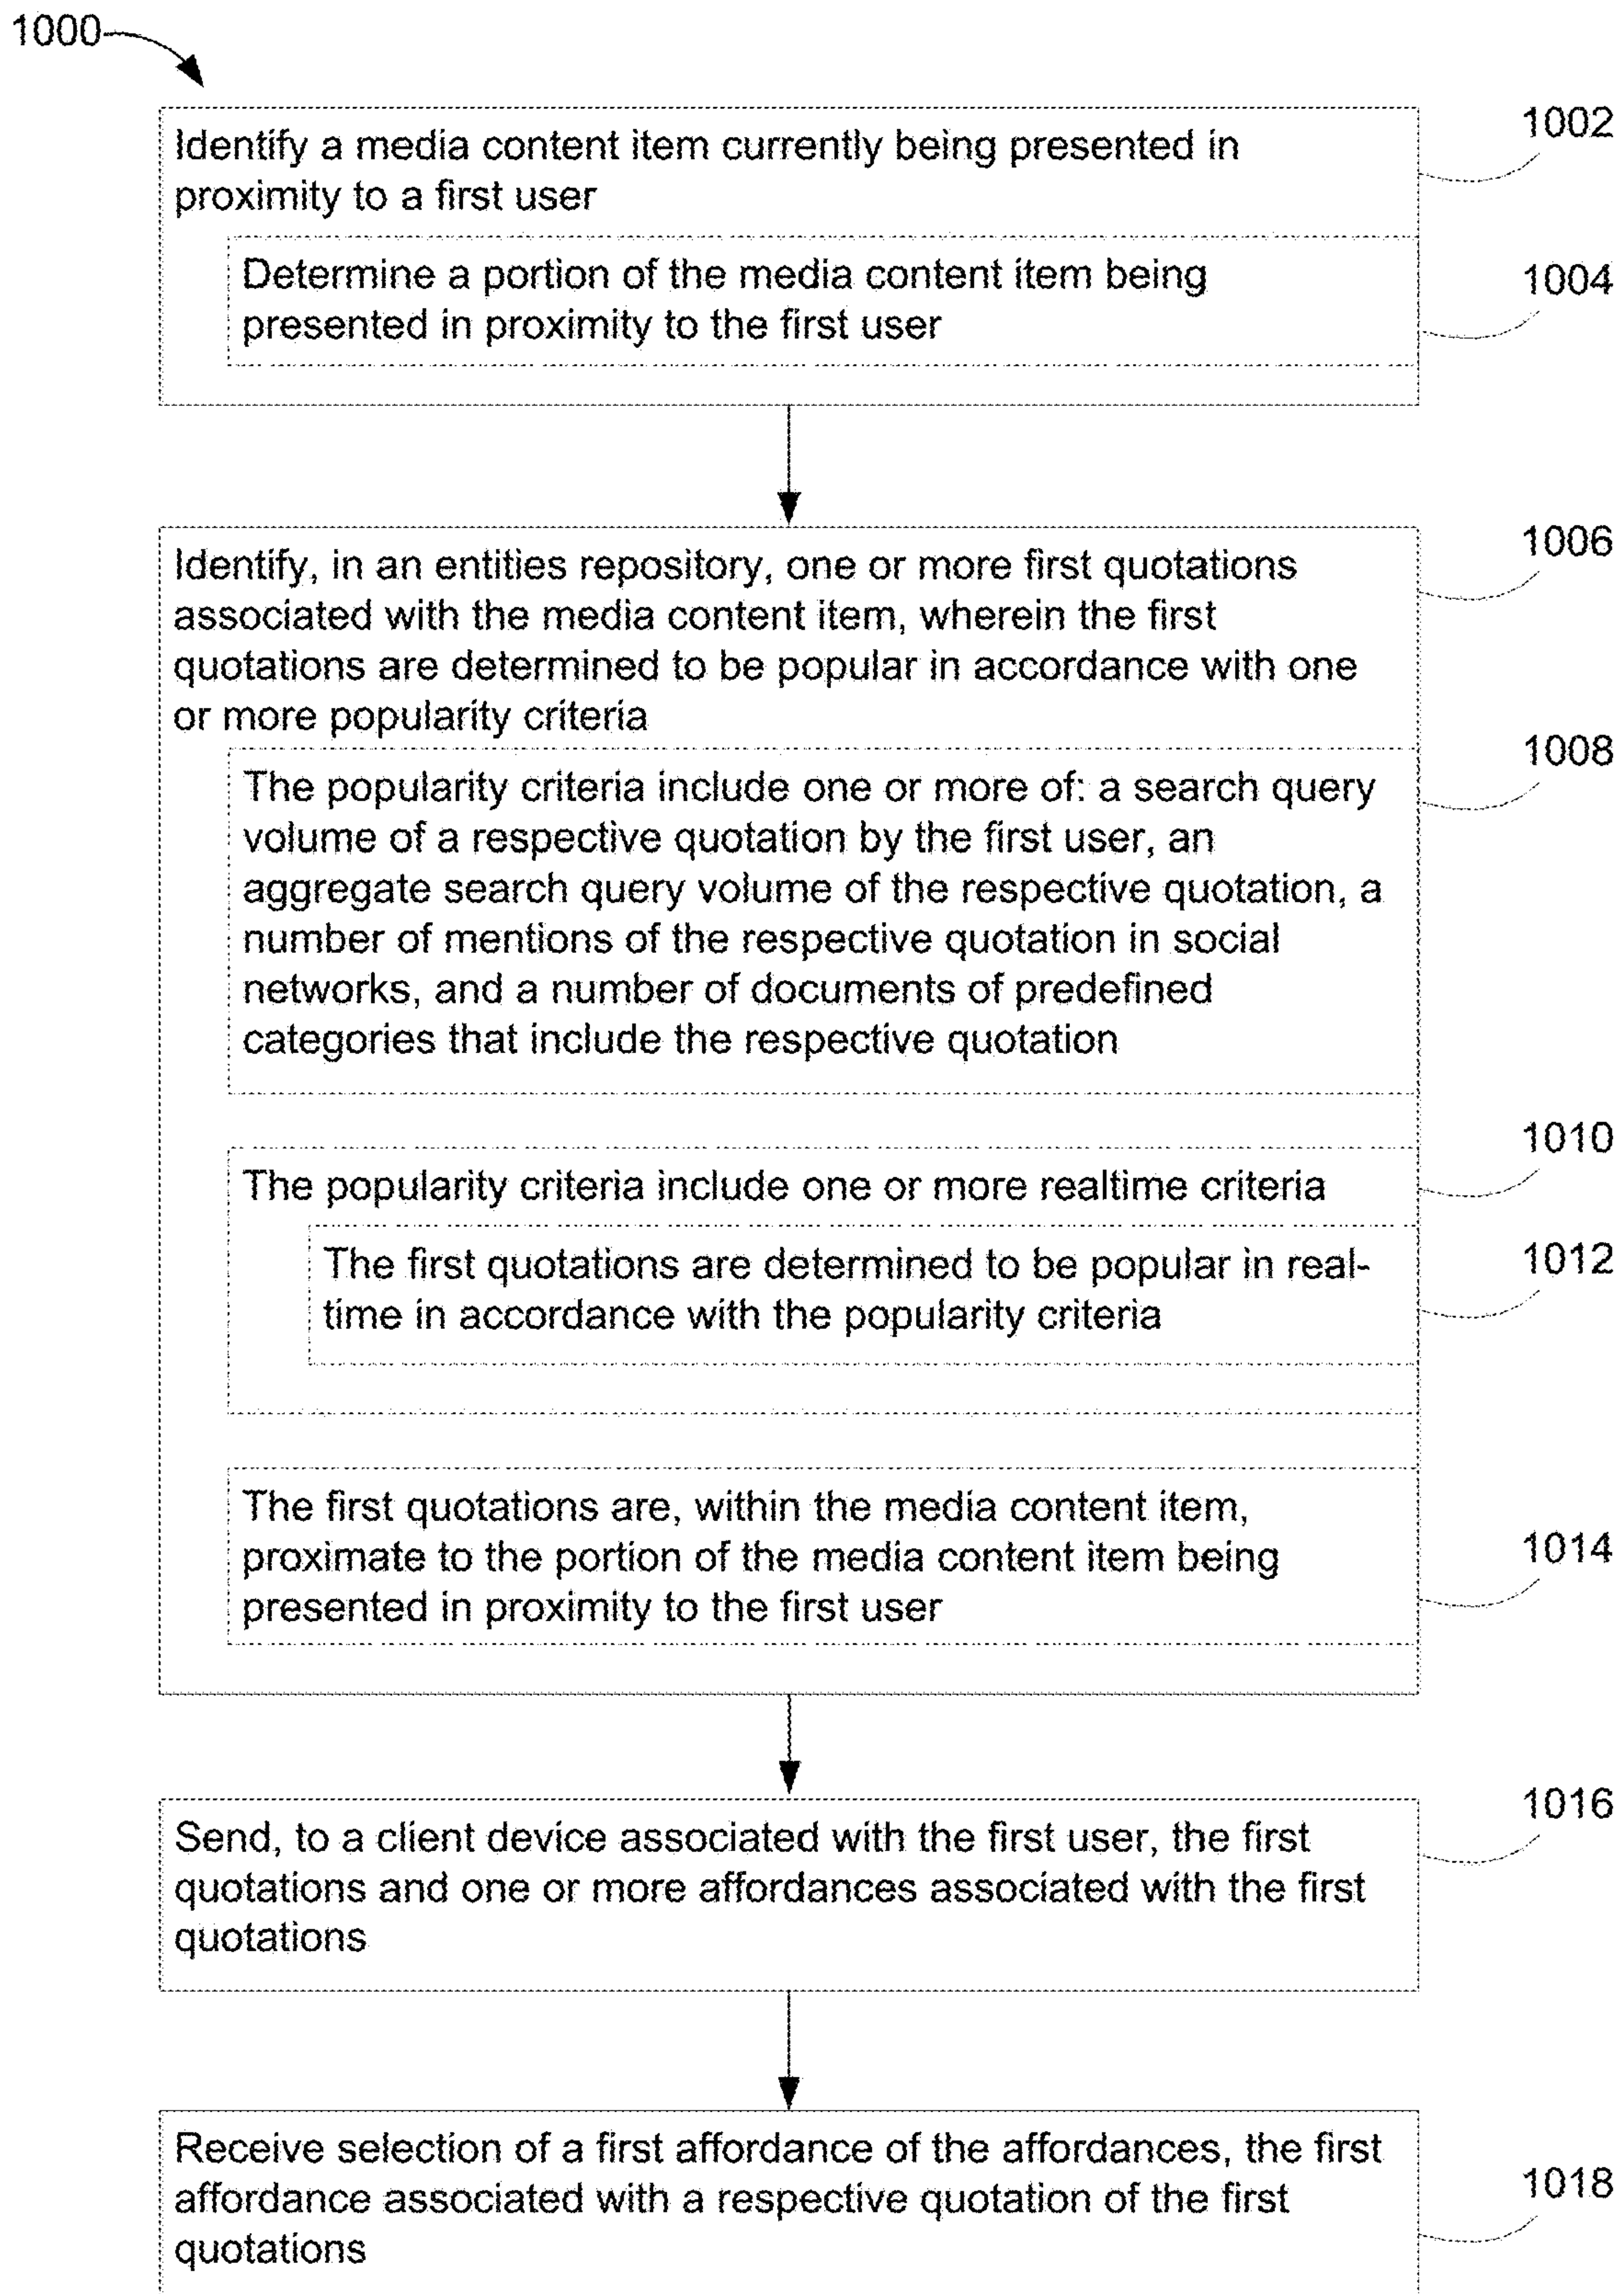 1000
Identify a media content item currently being presented in
proximity to a first user
1002
Determine a portion of the media content item being
presented in proximity to the first user
1004
Identify, in an entities repository, one or more first quotations
associated with the media content item, wherein the first
quotations are determined to be popular in accordance with one
or more popularity criteria
1006
The popularity criteria include one or more of: a search query
volume of a respective quotation by the first user, an
aggregate search query volume of the respective quotation, a
number of mentions of the respective quotation in social
networks, and a number of documents of predefined
categories that include the respective quotation
1008
The popularity criteria include one or more realtime criteria
1010
The first quotations are determined to be popular in real-
time in accordance with the popularity criteria
1012
The first quotations are, within the media content item,
proximate to the portion of the media content item being
presented in proximity to the first user
1014
Send, to a client device associated with the first user, the first
quotations and one or more affordances associated with the first
quotations
1016
Receive selection of a first affordance of the affordances, the first
affordance associated with a respective quotation of the first
quotations
1018